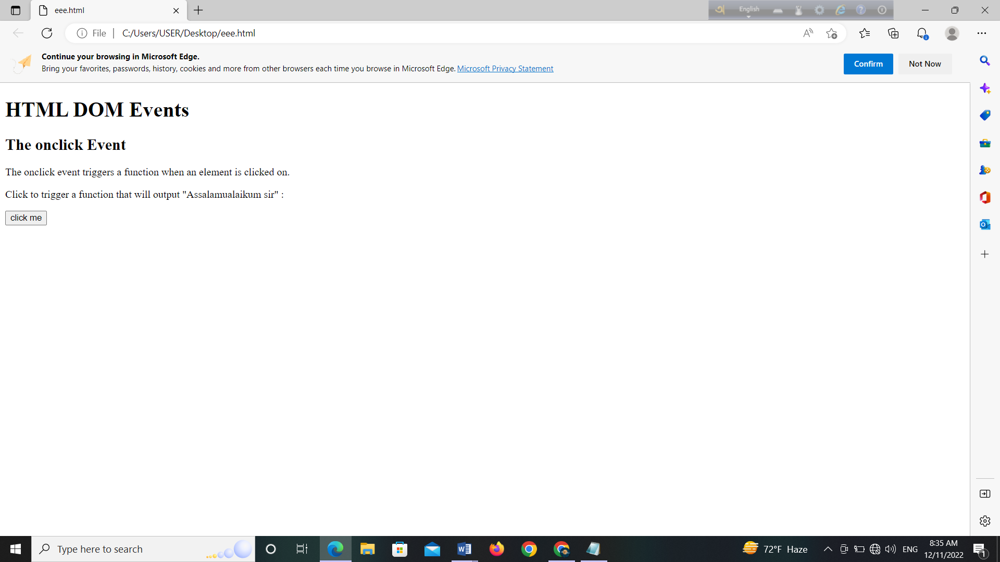 eee.html
English
File
C:/Users/USER/Desktop/eee.html
Continue your browsing in Microsoft Edge.
Bring your favorites, passwords, history, cookies and more from other browsers each time you browse in Microsoft Edge. Microsoft Privacy Statement
Confirm
Not Now
HTML DOM Events
The onclick Event
The onclick event triggers a function when an element is clicked on.
Click to trigger a function that will output "Assalamualaikum sir" :
click me
Type here to search
72°F Haze
ENG
8:35 AM
12/11/2022
1